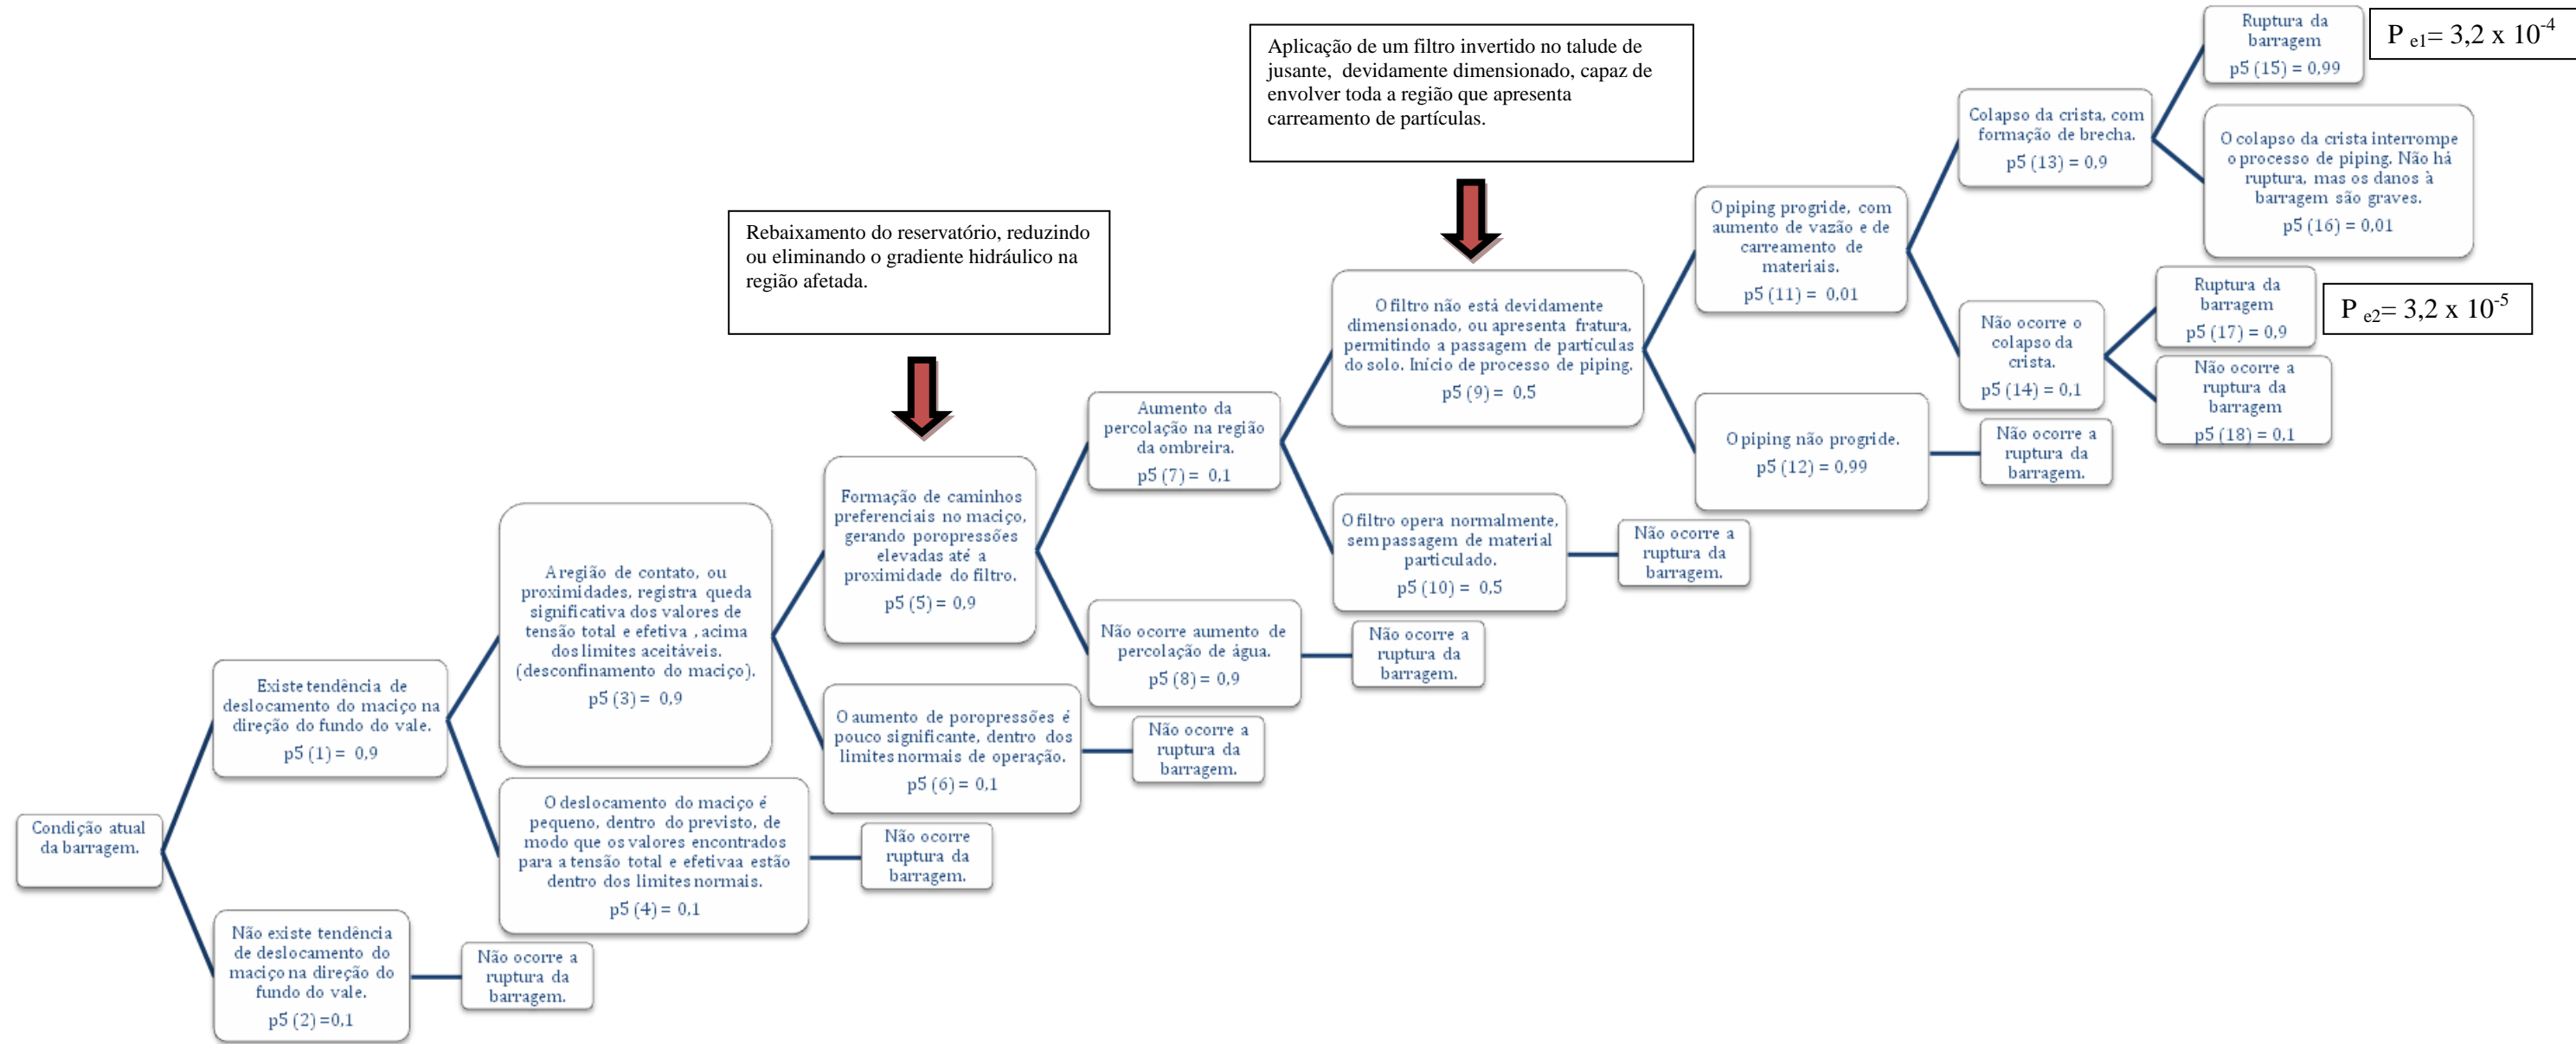 Condição atual
da barragem.
Existe tendência de
deslocamento do maciço na
direção do fundo do vale.
p5 (1) = 0,9
Não existe tendência
de deslocamento do
maciço na direção do
fundo do vale.
p5 (2) =0,1
Não ocorre a
ruptura da
barragem.
A região de contato, ou
proximidades, registra queda
significativa dos valores de
tensão total e efetiva , acima
dos limites aceitáveis.
(desconfinamento do maciço).
p5 (3) = 0,9
O deslocamento do maciço é
pequeno, dentro do previsto, de
modo que os valores encontrados
para a tensão total e efetivaa estão
dentro dos limites normais.
p5 (4) = 0,1
Não ocorre
ruptura da
barragem.
Rebaixamento do reservatório, reduzindo
ou eliminando o gradiente hidráulico na
região afetada.
Formação de caminhos
preferenciais no maciço,
gerando poropressões
elevadas até a
proximidade do filtro.
p5 (5) = 0,9
O aumento de poropressões é
pouco significante, dentro dos
limites normais de operação.
p5 (6) = 0,1
Não ocorre a
ruptura da
barragem.
Aumento da
percolação na região
da ombreira.
p5 (7) = 0,1
Não ocorre aumento de
percolação de água.
p5 (8) = 0,9
Não ocorre a
ruptura da
barragem.
Aplicação de um filtro invertido no talude de
jusante, devidamente dimensionado, capaz de
envolver toda a região que apresenta
carreamento de partículas.
O filtro não está devidamente
dimensionado, ou apresenta fratura,
permitindo a passagem de partículas
do solo. Início de processo de piping.
p5 (9) = 0,5
O filtro opera normalmente,
sem passagem de material
particulado.
p5 (10) = 0,5
Não ocorre a
ruptura da
barragem.
O piping progride, com
aumento de vazão e de
carreamento de
materiais.
p5 (11) = 0,01
O piping não progride.
p5 (12) = 0,99
Não ocorre a
ruptura da
barragem.
Colapso da crista, com
formação de brecha.
p5 (13) = 0,9
Não ocorre o
colapso da
crista.
p5 (14) = 0,1
Ruptura da
barragem
p5 (15) = 0,99
P e1= 3,2 x 10-4
O colapso da crista interrompe
o processo de piping. Não há
ruptura, mas os danos à
barragem são graves.
p5 (16) = 0,01
Ruptura da
barragem
p5 (17) = 0,9
P e2= 3,2 x 10-5
Não ocorre a
ruptura da
barragem
p5 (18) = 0,1